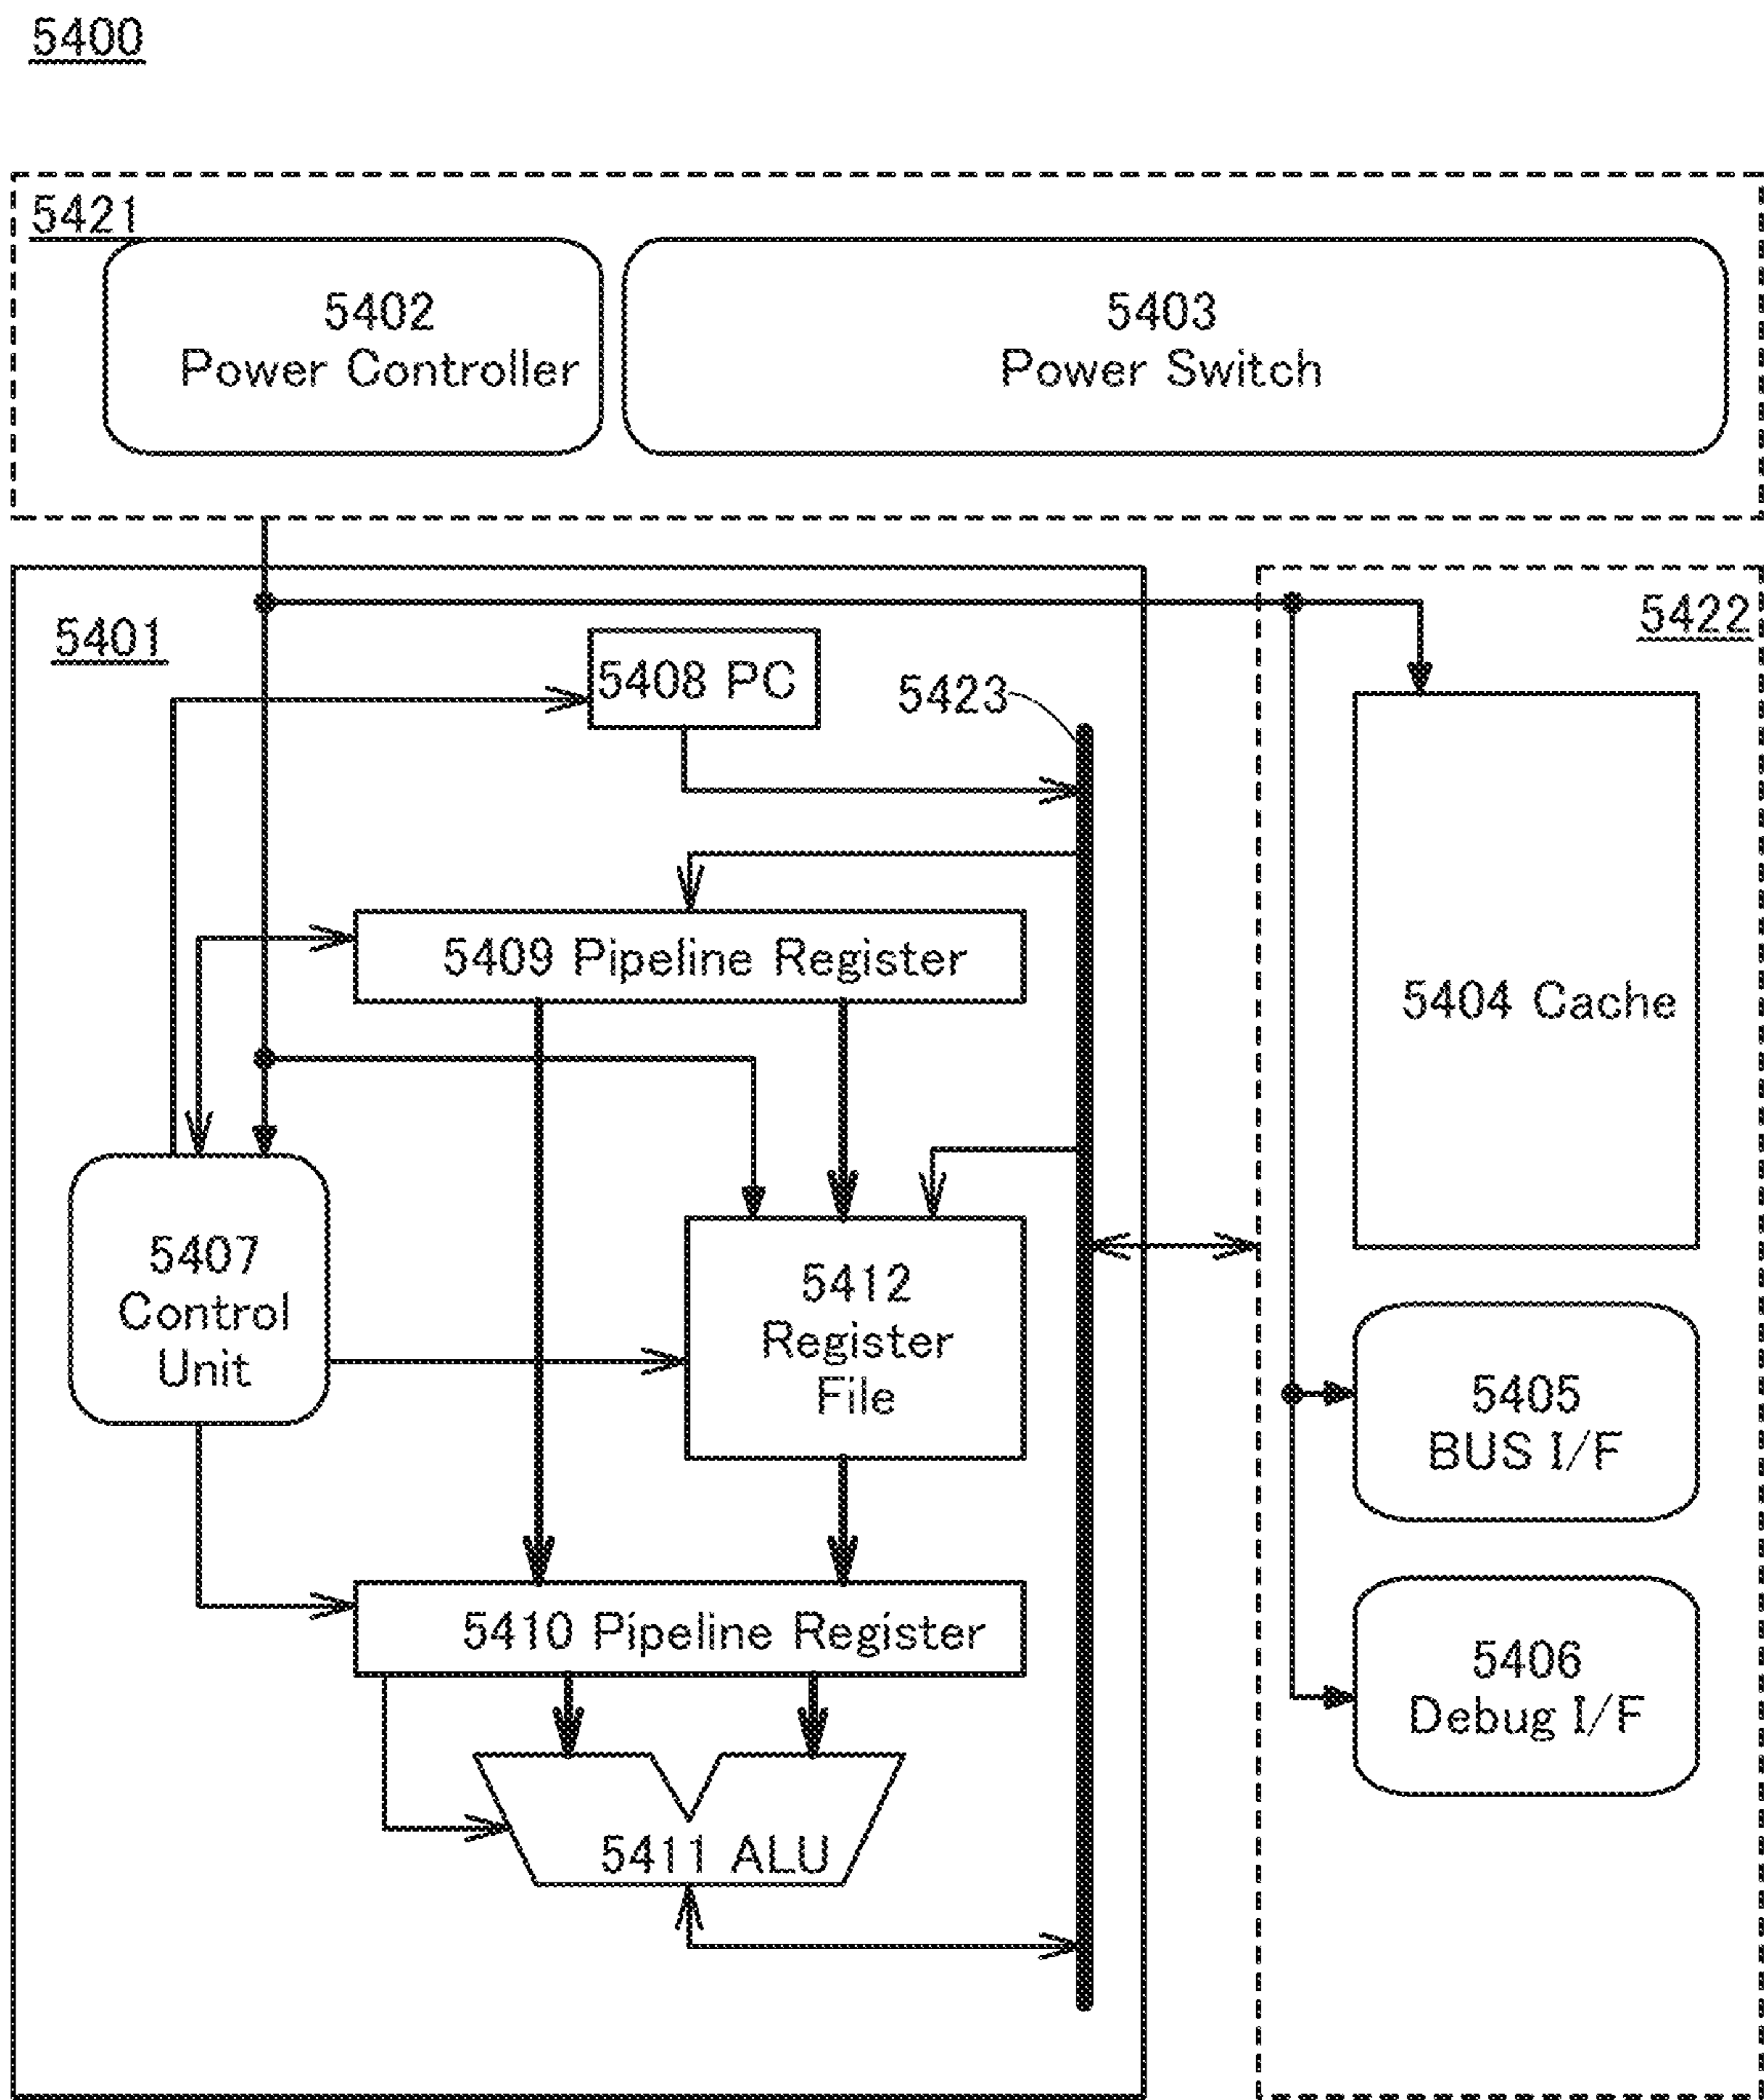 5400
5421
5402
Power Controller
5403
Power Switch
5401
5422
5408 PC
5423
5409 Pipeline Register
5404 Cache
5407
Control
Unit
5412
Register
File
5405
BUS I/F
5410 Pipeline Register
5406
Debug I/F
5411 ALU